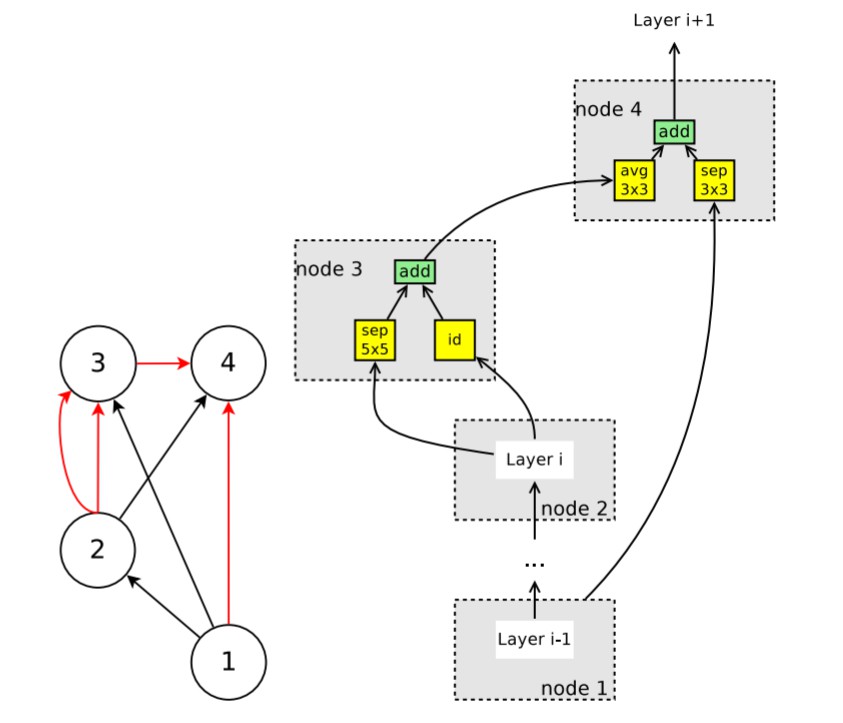 Layer i+1
node 4
add
avg
3x3
sep
3x3
node 3
add
sep
5x5
id
3
4
Layer i
node 2
2
...
Layer i-1
1
node 1